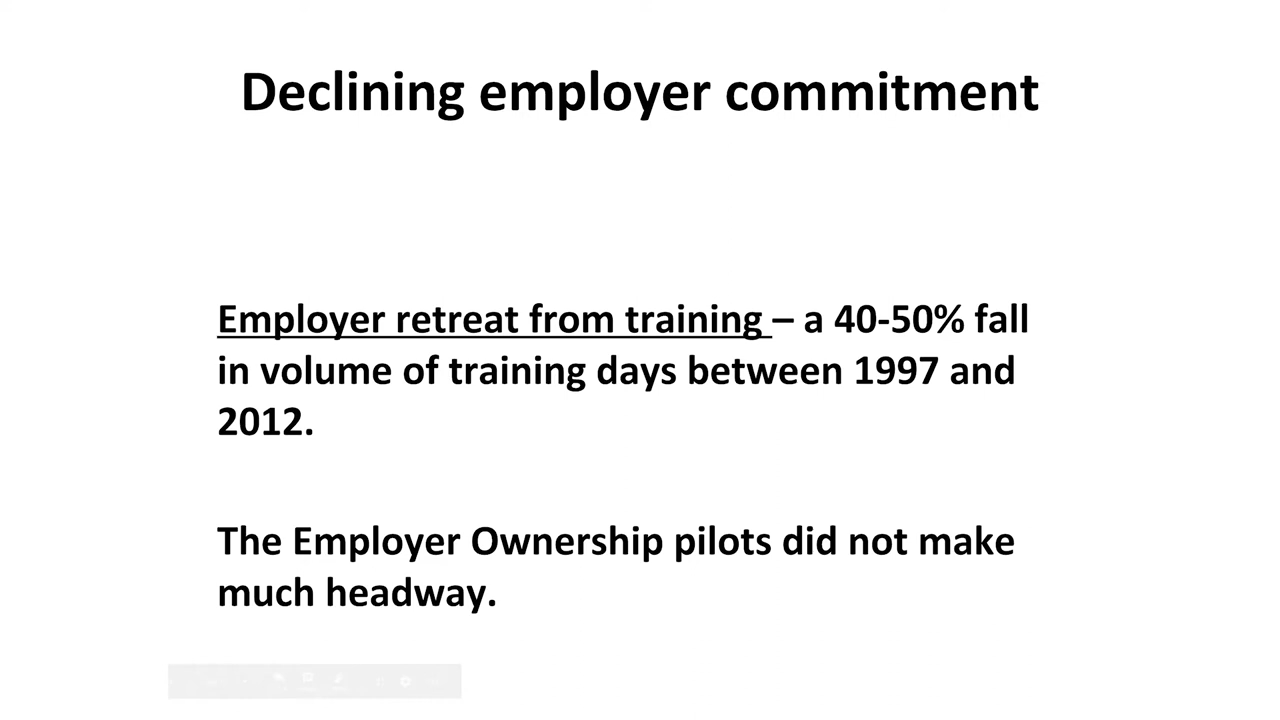 Declining employer commitment
Employer retreat from training – a 40-50% fall
in volume of training days between 1997 and
2012.
The Employer Ownership pilots did not make
much headway.